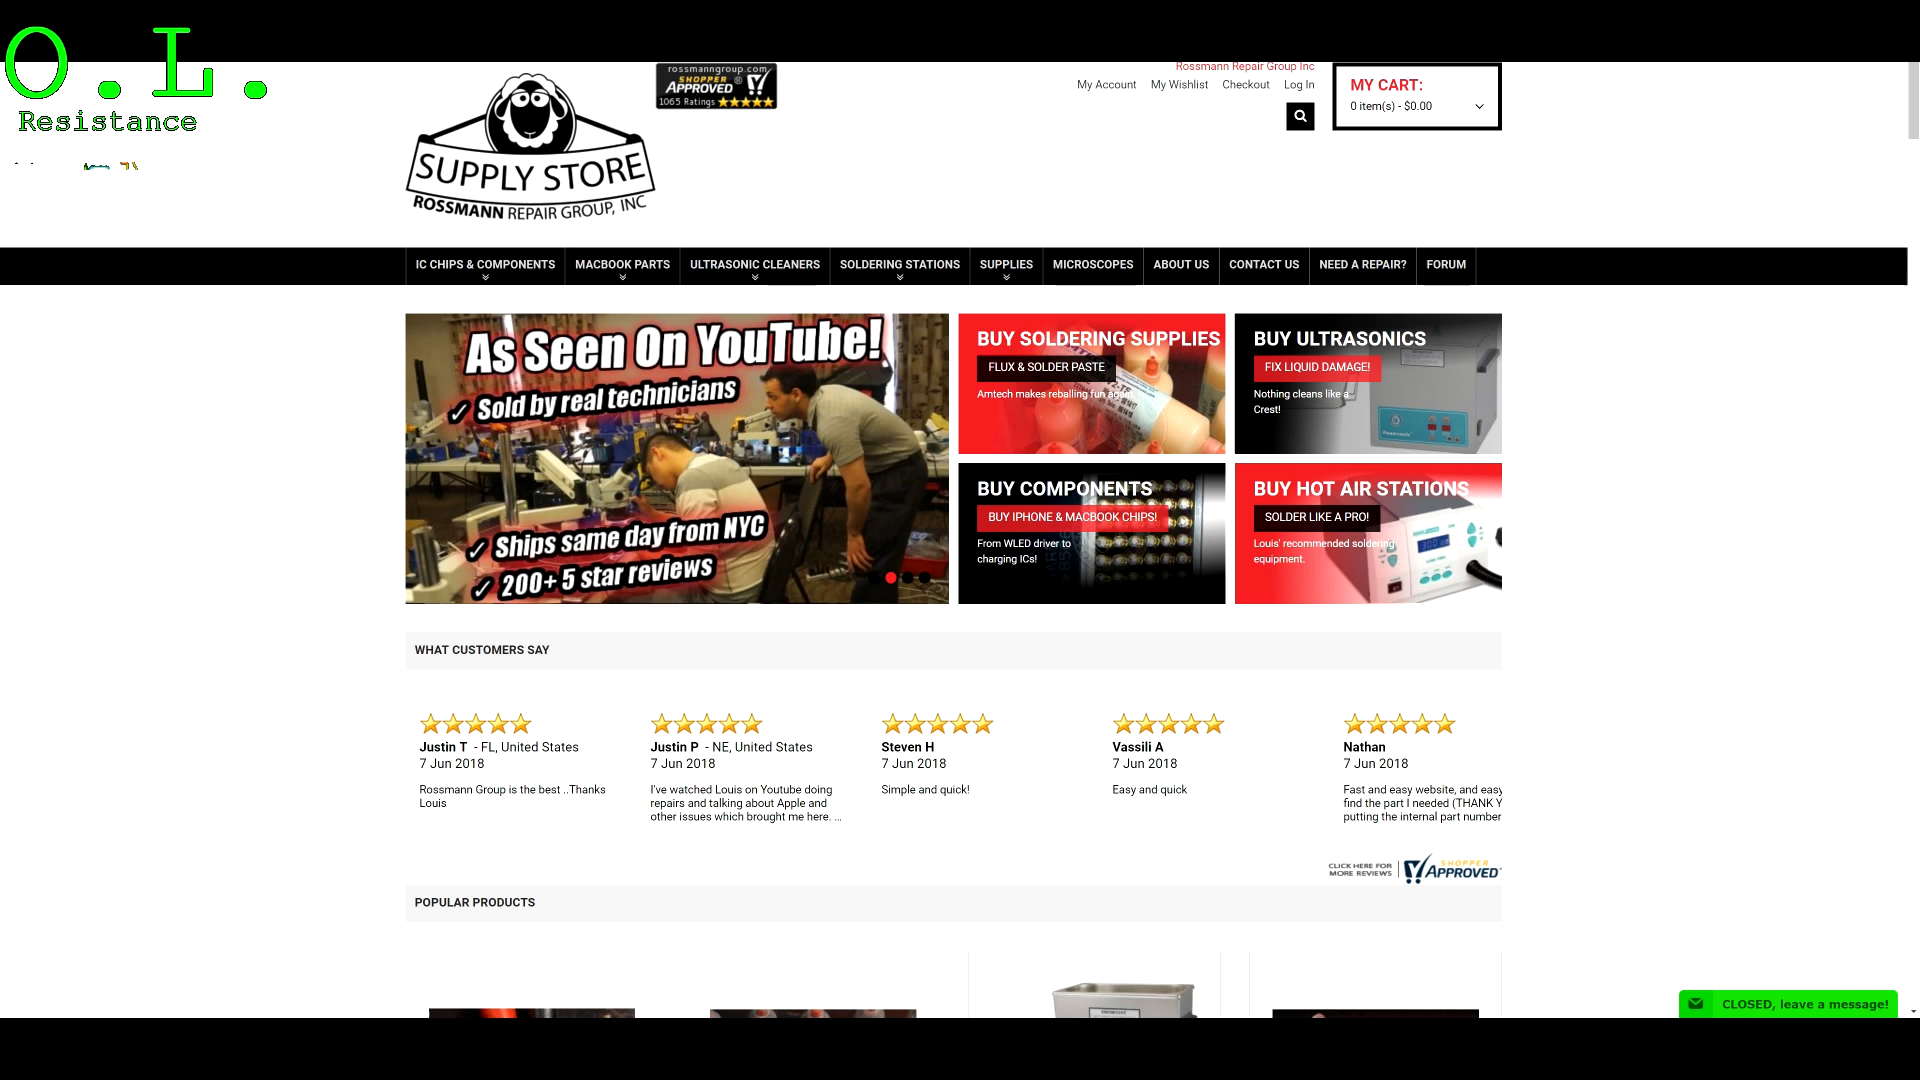 O.L.
Resistance
rossmanngroup.com
SHOPPER
APPROVED®
1065 Ratings
SUPPLY STORE
ROSSMANN REPAIR GROUP, INC
Rossmann Repair Group Inc
My Account My Wishlist Checkout Log In
MY CART:
0 item(s) - $0.00
IC CHIPS & COMPONENTS MACBOOK PARTS ULTRASONIC CLEANERS SOLDERING STATIONS SUPPLIES MICROSCOPES ABOUT US CONTACT US NEED A REPAIR? FORUM
As Seen On YouTube!
✓ Sold by real technicians
✓ Ships same day from NYC
✓ 200+ 5 star reviews
BUY SOLDERING SUPPLIES
FLUX & SOLDER PASTE
Amtech makes reballing fun again
BUY ULTRASONICS
FIX LIQUID DAMAGE!
Nothing cleans like a
Crest!
BUY COMPONENTS
BUY IPHONE & MACBOOK CHIPS!
From WLED driver to
charging ICs!
BUY HOT AIR STATIONS
SOLDER LIKE A PRO!
Louis' recommended soldering
equipment.
WHAT CUSTOMERS SAY
Justin T - FL, United States
7 Jun 2018
Rossmann Group is the best ..Thanks
Louis
Justin P - NE, United States
7 Jun 2018
I've watched Louis on Youtube doing
repairs and talking about Apple and
other issues which brought me here. ...
Steven H
7 Jun 2018
Simple and quick!
Vassili A
7 Jun 2018
Easy and quick
Nathan
7 Jun 2018
Fast and easy website, and easy
find the part I needed (THANK Y
putting the internal part number
CLICK HERE FOR
MORE REVIEWS
SHOPPER
APPROVED
POPULAR PRODUCTS
CLOSED, leave a message!